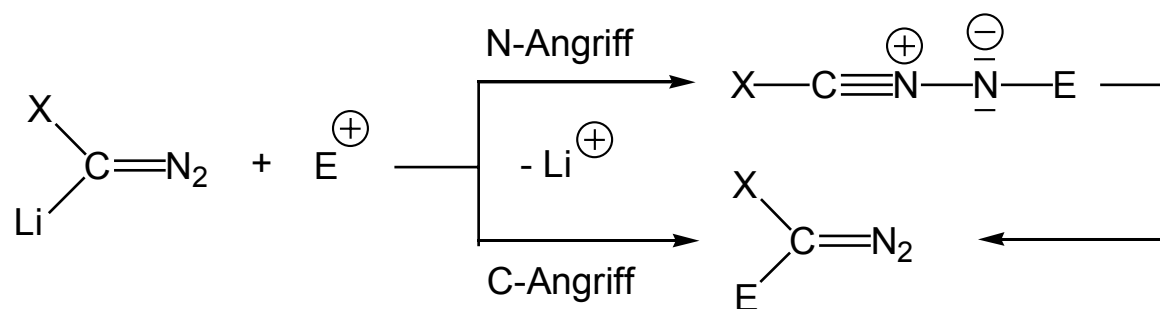 N-Angriff
X—C≡N⊕—N⊖—E
X
C=N₂ + E⊕
Li
- Li⊕
X
C=N₂
E
C-Angriff